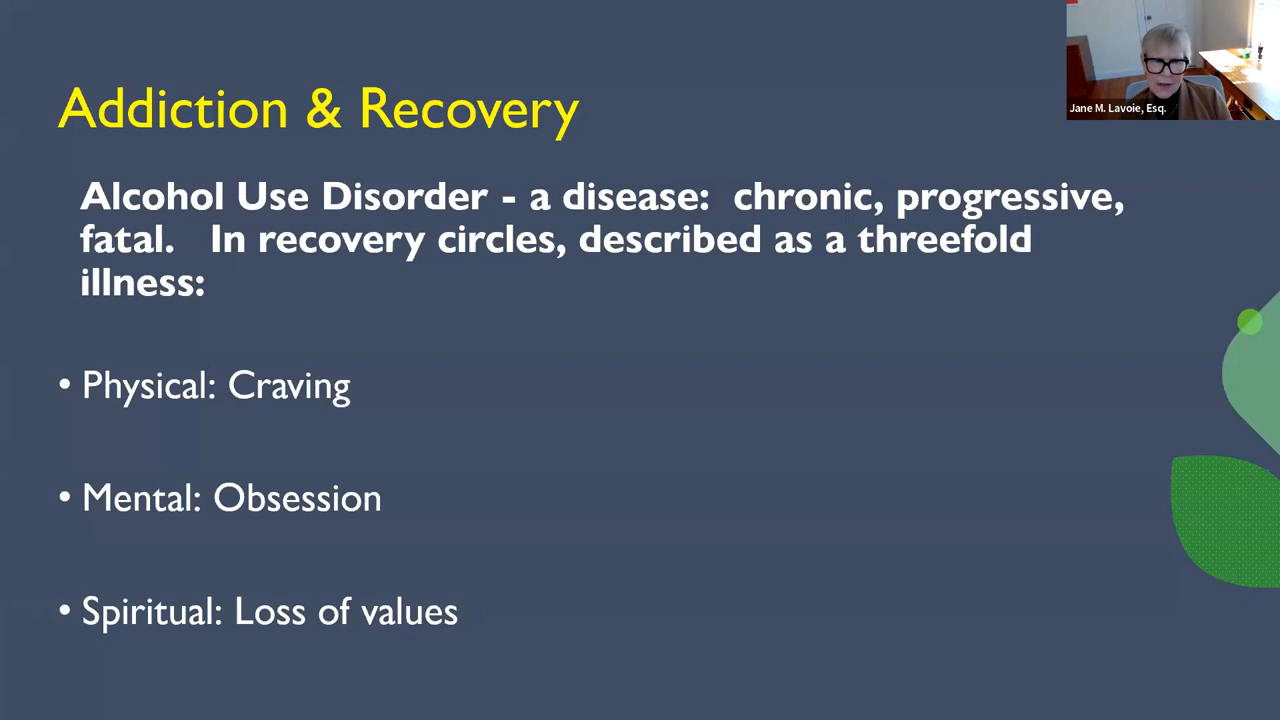 Addiction & Recovery
Jane M. Lavoie, Esq.
Alcohol Use Disorder - a disease:  chronic, progressive,
fatal.   In recovery circles, described as a threefold
illness:
• Physical: Craving
• Mental: Obsession
• Spiritual: Loss of values